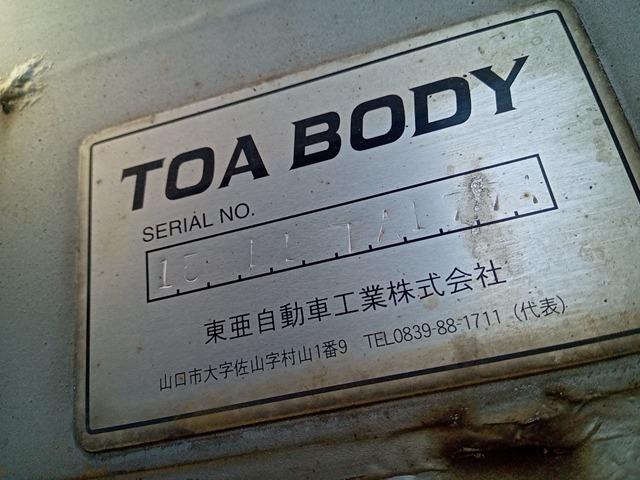 TOA BODY
SERIAL NO.
東亜自動車工業株式会社
山口市大字佐山字村山1番9 TEL0839-88-1711 (代表)